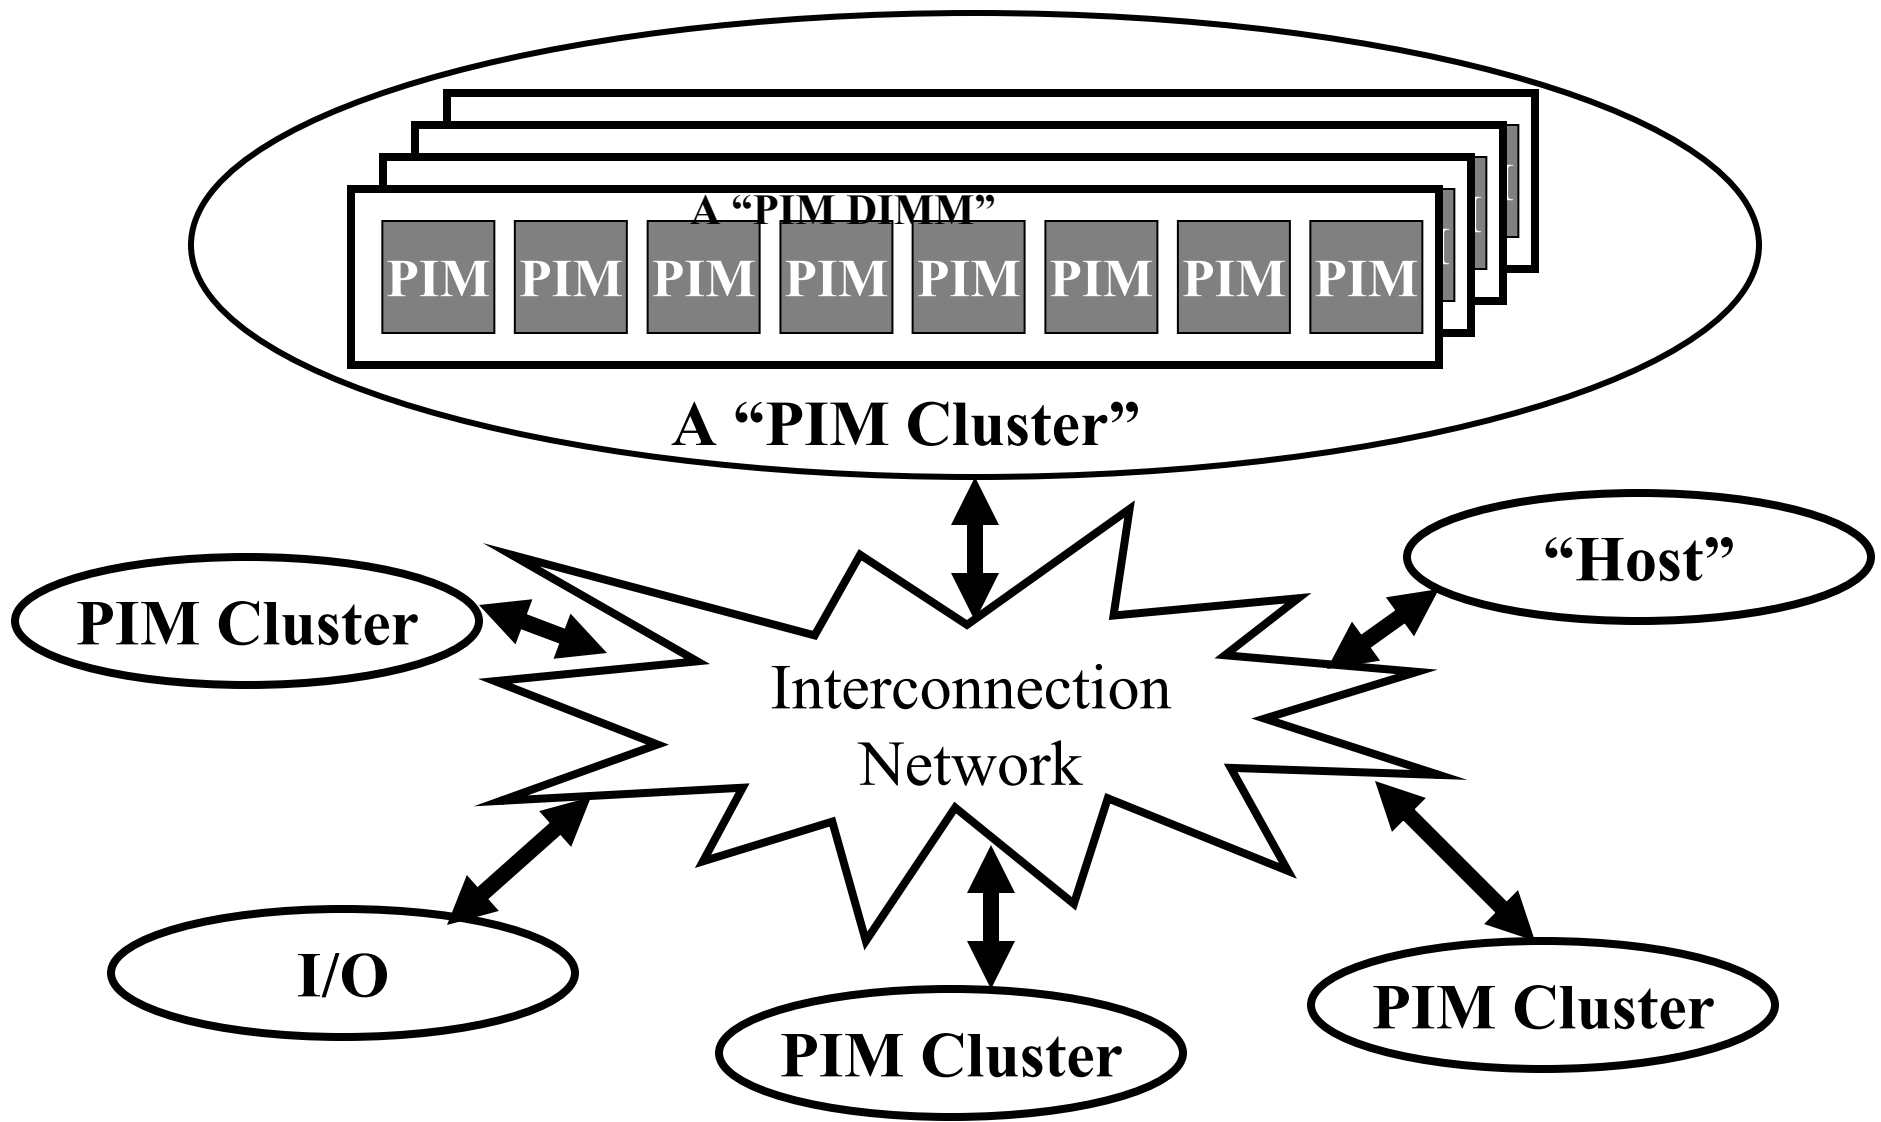 A “PIM DIMM”
PIM PIM PIM PIM PIM PIM PIM PIM
A “PIM Cluster”
“Host”
PIM Cluster
Interconnection
Network
I/O
PIM Cluster
PIM Cluster